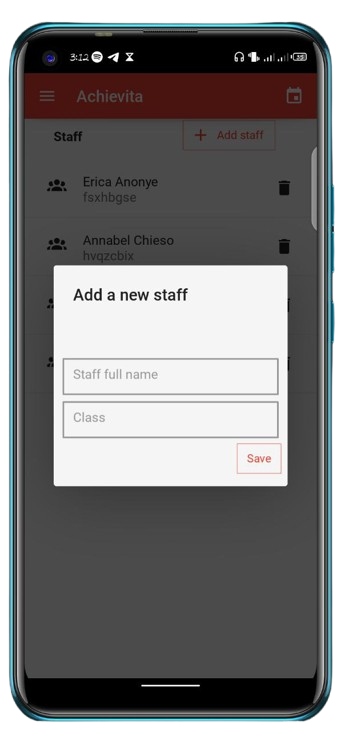 3:12
35
Achievita
Staff
+ Add staff
Erica Anonye
fsxhbgse
Annabel Chieso
hvqzcbix
Add a new staff
Staff full name
Class
Save